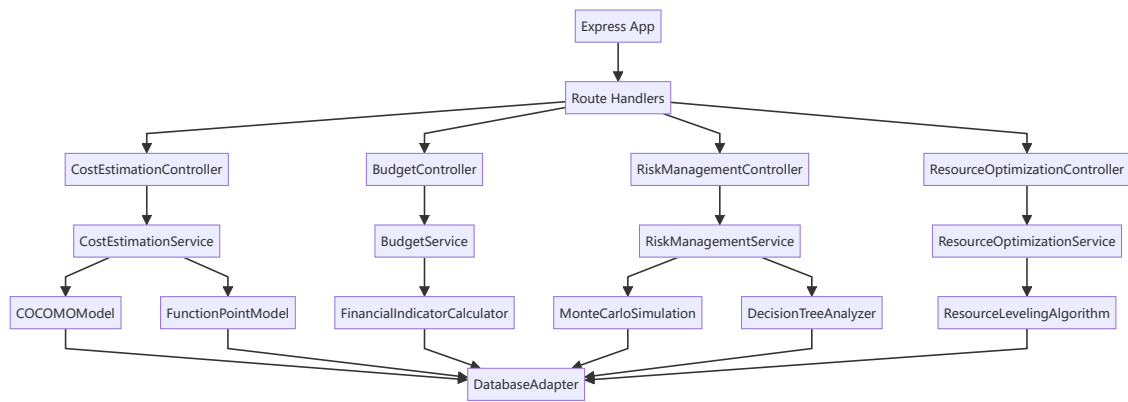 Express App
Route Handlers
CostEstimationController
BudgetController
RiskManagementController
ResourceOptimizationController
CostEstimationService
BudgetService
RiskManagementService
ResourceOptimizationService
COCOMOModel
FunctionPointModel
FinancialIndicatorCalculator
MonteCarloSimulation
DecisionTreeAnalyzer
ResourceLevelingAlgorithm
DatabaseAdapter